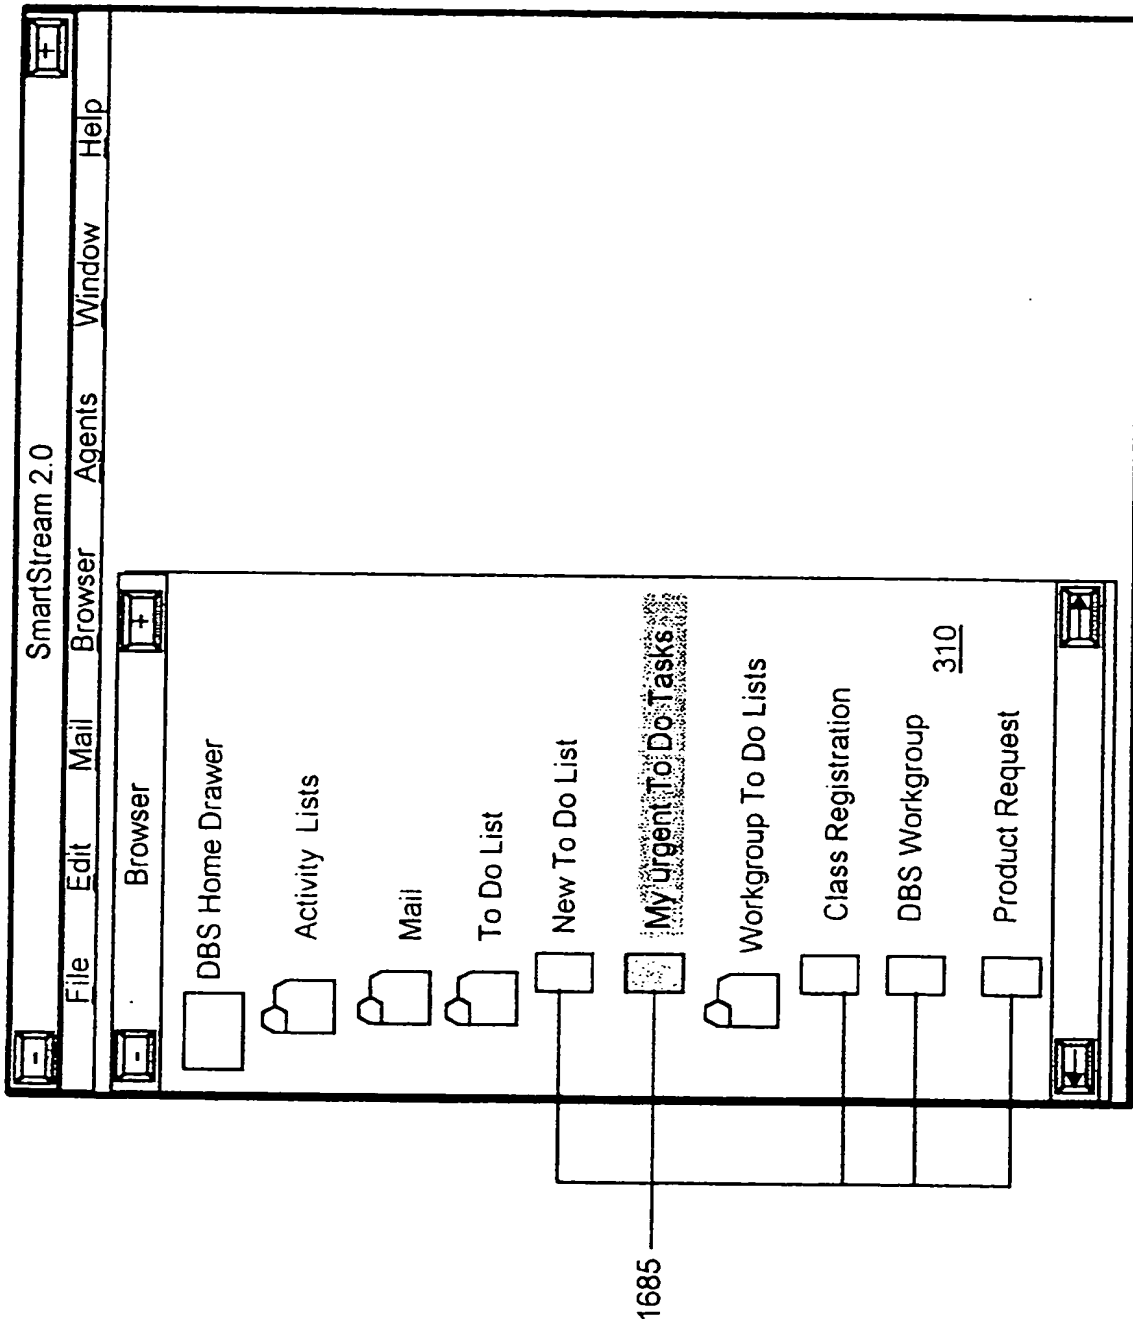 SmartStream 2.0
File Edit Mail Browser Agents Window Help
Browser
DBS Home Drawer
Activity Lists
Mail
To Do List
New To Do List
My urgent To Do Tasks
Workgroup To Do Lists
Class Registration
DBS Workgroup
Product Request
310
1685